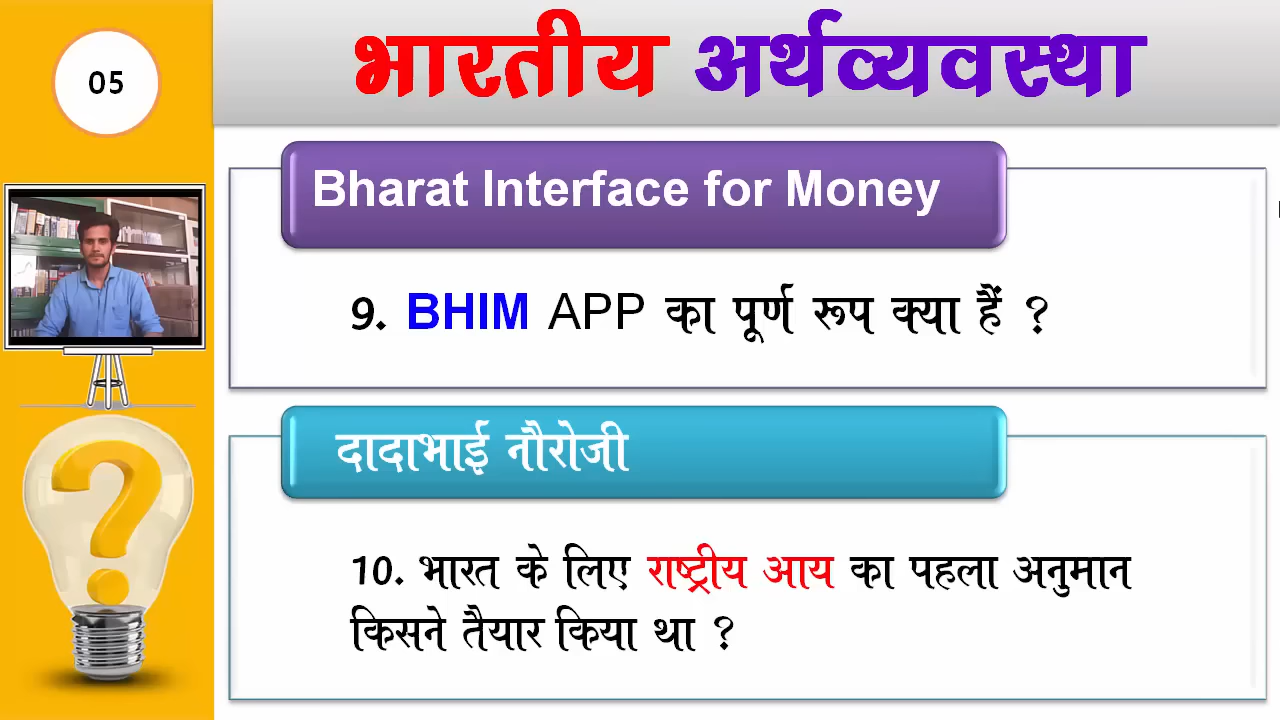 05
भारतीय अर्थव्यवस्था
Bharat Interface for Money
9. BHIM APP का पूर्ण रूप क्या हैं ?
दादाभाई नौरोजी
10. भारत के लिए राष्ट्रीय आय का पहला अनुमान
किसने तैयार किया था ?